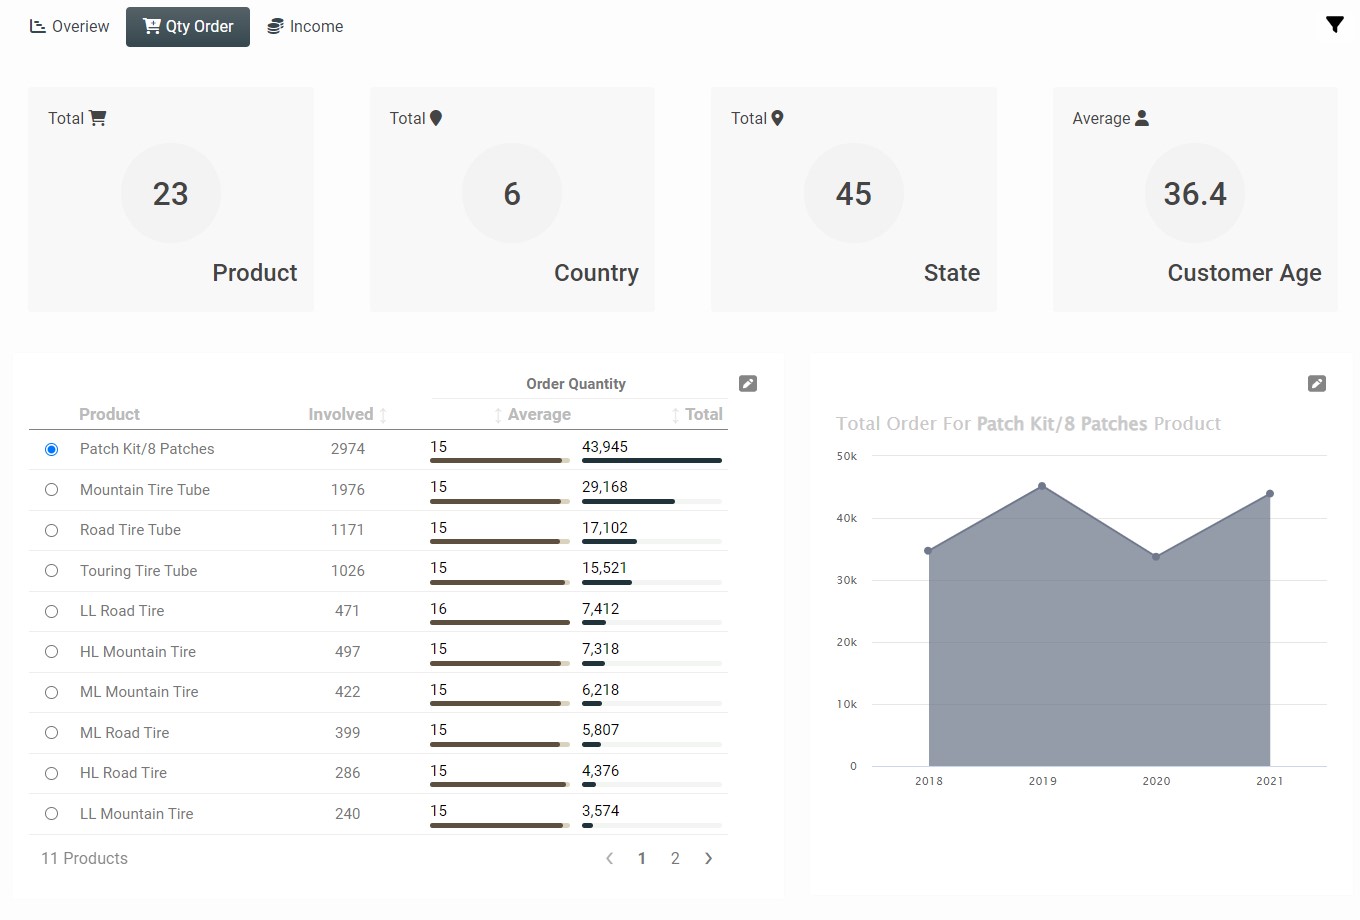 Overiew Qty Order Income
Total
23
Product
Total
6
Country
Total
45
State
Average
36.4
Customer Age
Order Quantity
Product Involved Average Total
Patch Kit/8 Patches 2974 15 43,945
Mountain Tire Tube 1976 15 29,168
Road Tire Tube 1171 15 17,102
Touring Tire Tube 1026 15 15,521
LL Road Tire 471 16 7,412
HL Mountain Tire 497 15 7,318
ML Mountain Tire 422 15 6,218
ML Road Tire 399 15 5,807
HL Road Tire 286 15 4,376
LL Mountain Tire 240 15 3,574
11 Products 1 2
Total Order For Patch Kit/8 Patches Product
50k
40k
30k
20k
10k
0
2018 2019 2020 2021